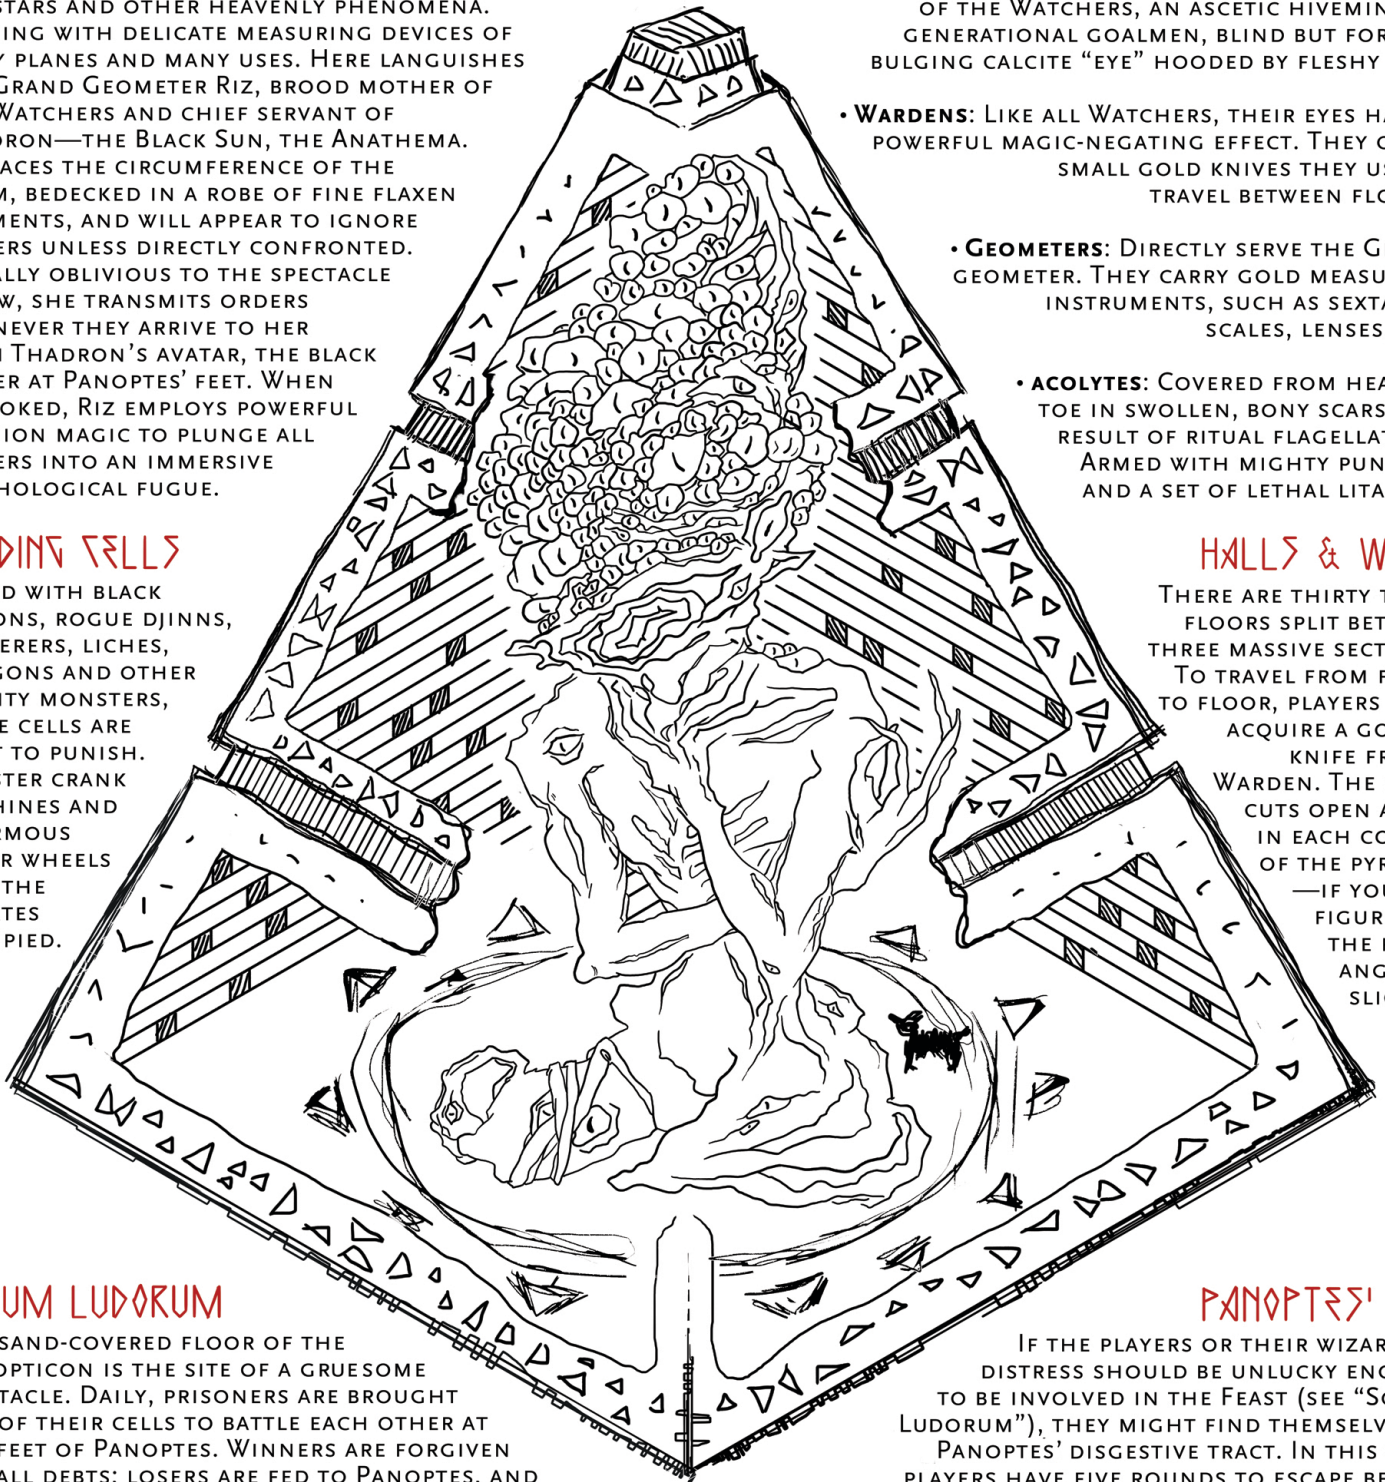 STARS AND OTHER HEAVENLY PHENOMENA.
ING WITH DELICATE MEASURING DEVICES OF
Y PLANES AND MANY USES. HERE LANGUISHES
GRAND GEOMETER RIZ, BROOD MOTHER OF
WATCHERS AND CHIEF SERVANT OF
DRON—THE BLACK SUN, THE ANATHEMA.
ACES THE CIRCUMFERENCE OF THE
M, BEDECKED IN A ROBE OF FINE FLAXEN
MENTS, AND WILL APPEAR TO IGNORE
ERS UNLESS DIRECTLY CONFRONTED.
ALLY OBLIVIOUS TO THE SPECTACLE
W, SHE TRANSMITS ORDERS
NEVER THEY ARRIVE TO HER
M THADRON'S AVATAR, THE BLACK
ER AT PANOPTES' FEET. WHEN
OKED, RIZ EMPLOYS POWERFUL
ION MAGIC TO PLUNGE ALL
ERS INTO AN IMMERSIVE
HOLOGICAL FUGUE.
DING CELLS
D WITH BLACK
ONS, ROGUE DJINNS,
ERERS, LICHES,
GONS AND OTHER
ITY MONSTERS,
E CELLS ARE
T TO PUNISH.
STER CRANK
HINES AND
RMOUS
R WHEELS
THE
TES
PIED.
UM LUDORUM
SAND-COVERED FLOOR OF THE
OPTICON IS THE SITE OF A GRUESOME
TACLE. DAILY, PRISONERS ARE BROUGHT
OF THEIR CELLS TO BATTLE EACH OTHER AT
FEET OF PANOPTES. WINNERS ARE FORGIVEN
ALL DEBTS; LOSERS ARE FED TO PANOPTES, AND
OF THE WATCHERS, AN ASCETIC HIVEMIN
GENERATIONAL GOALMEN, BLIND BUT FOR
BULGING CALCITE “EYE” HOODED BY FLESHY
• WARDENS: LIKE ALL WATCHERS, THEIR EYES HA
POWERFUL MAGIC-NEGATING EFFECT. THEY C
SMALL GOLD KNIVES THEY US
TRAVEL BETWEEN FLO
• GEOMETERS: DIRECTLY SERVE THE G
GEOMETER. THEY CARRY GOLD MEASU
INSTRUMENTS, SUCH AS SEXTA
SCALES, LENSES
• ACOLYTES: COVERED FROM HEA
TOE IN SWOLLEN, BONY SCARS
RESULT OF RITUAL FLAGELLAT
ARMED WITH MIGHTY PUN
AND A SET OF LETHAL LITA
HALLS & W
THERE ARE THIRTY T
FLOORS SPLIT BET
THREE MASSIVE SECT
TO TRAVEL FROM F
TO FLOOR, PLAYERS
ACQUIRE A GO
KNIFE FR
WARDEN. THE
CUTS OPEN A
IN EACH CO
OF THE PYR
—IF YOU
FIGUR
THE
ANG
SLI
PANOPTES'
IF THE PLAYERS OR THEIR WIZAR
DISTRESS SHOULD BE UNLUCKY ENO
TO BE INVOLVED IN THE FEAST (SEE “SO
LUDORUM”), THEY MIGHT FIND THEMSELV
PANOPTES' DISGESTIVE TRACT. IN THIS
PLAYERS HAVE FIVE ROUNDS TO ESCAPE B